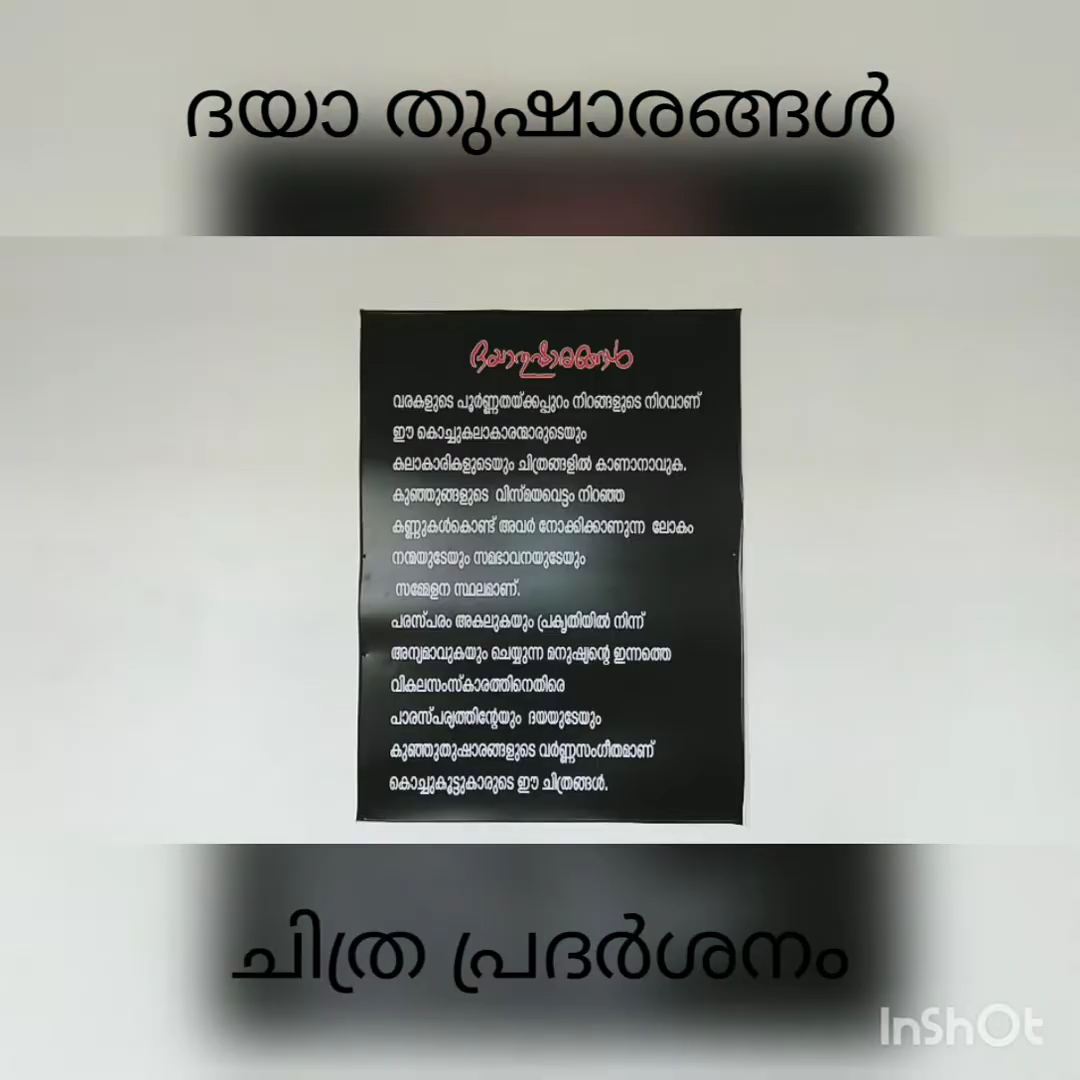 ദയാ തുഷാരങ്ങൾ
ദയാതുഷാരങ്ങൾ
വരകളുടെ പൂർണ്ണതയ്ക്കപ്പുറം നിറങ്ങളുടെ നിറവാണ്
ഈ കൊച്ചുകലാകാരന്മാരുടെയും
കലാകാരികളുടെയും ചിത്രങ്ങളിൽ കാണാനാവുക.
കുഞ്ഞുങ്ങളുടെ വിസ്മയവെട്ടം നിറഞ്ഞ
കണ്ണുകൾകൊണ്ട് അവർ നോക്കിക്കാണുന്ന ലോകം
നന്മയുടേയും സമഭാവനയുടേയും
സമ്മേളന സ്ഥലമാണ്.
പരസ്പരം അകലുകയും പ്രകൃതിയിൽ നിന്ന്
അന്യമാവുകയും ചെയ്യുന്ന മനുഷ്യന്റെ ഇന്നത്തെ
വികലസംസ്കാരത്തിനെതിരെ
പാരസ്പര്യത്തിന്റേയും ദയയുടേയും
കുഞ്ഞുതുഷാരങ്ങളുടെ വർണ്ണസംഗീതമാണ്
കൊച്ചുകൂട്ടുകാരുടെ ഈ ചിത്രങ്ങൾ.
ചിത്ര പ്രദർശനം
InShOt